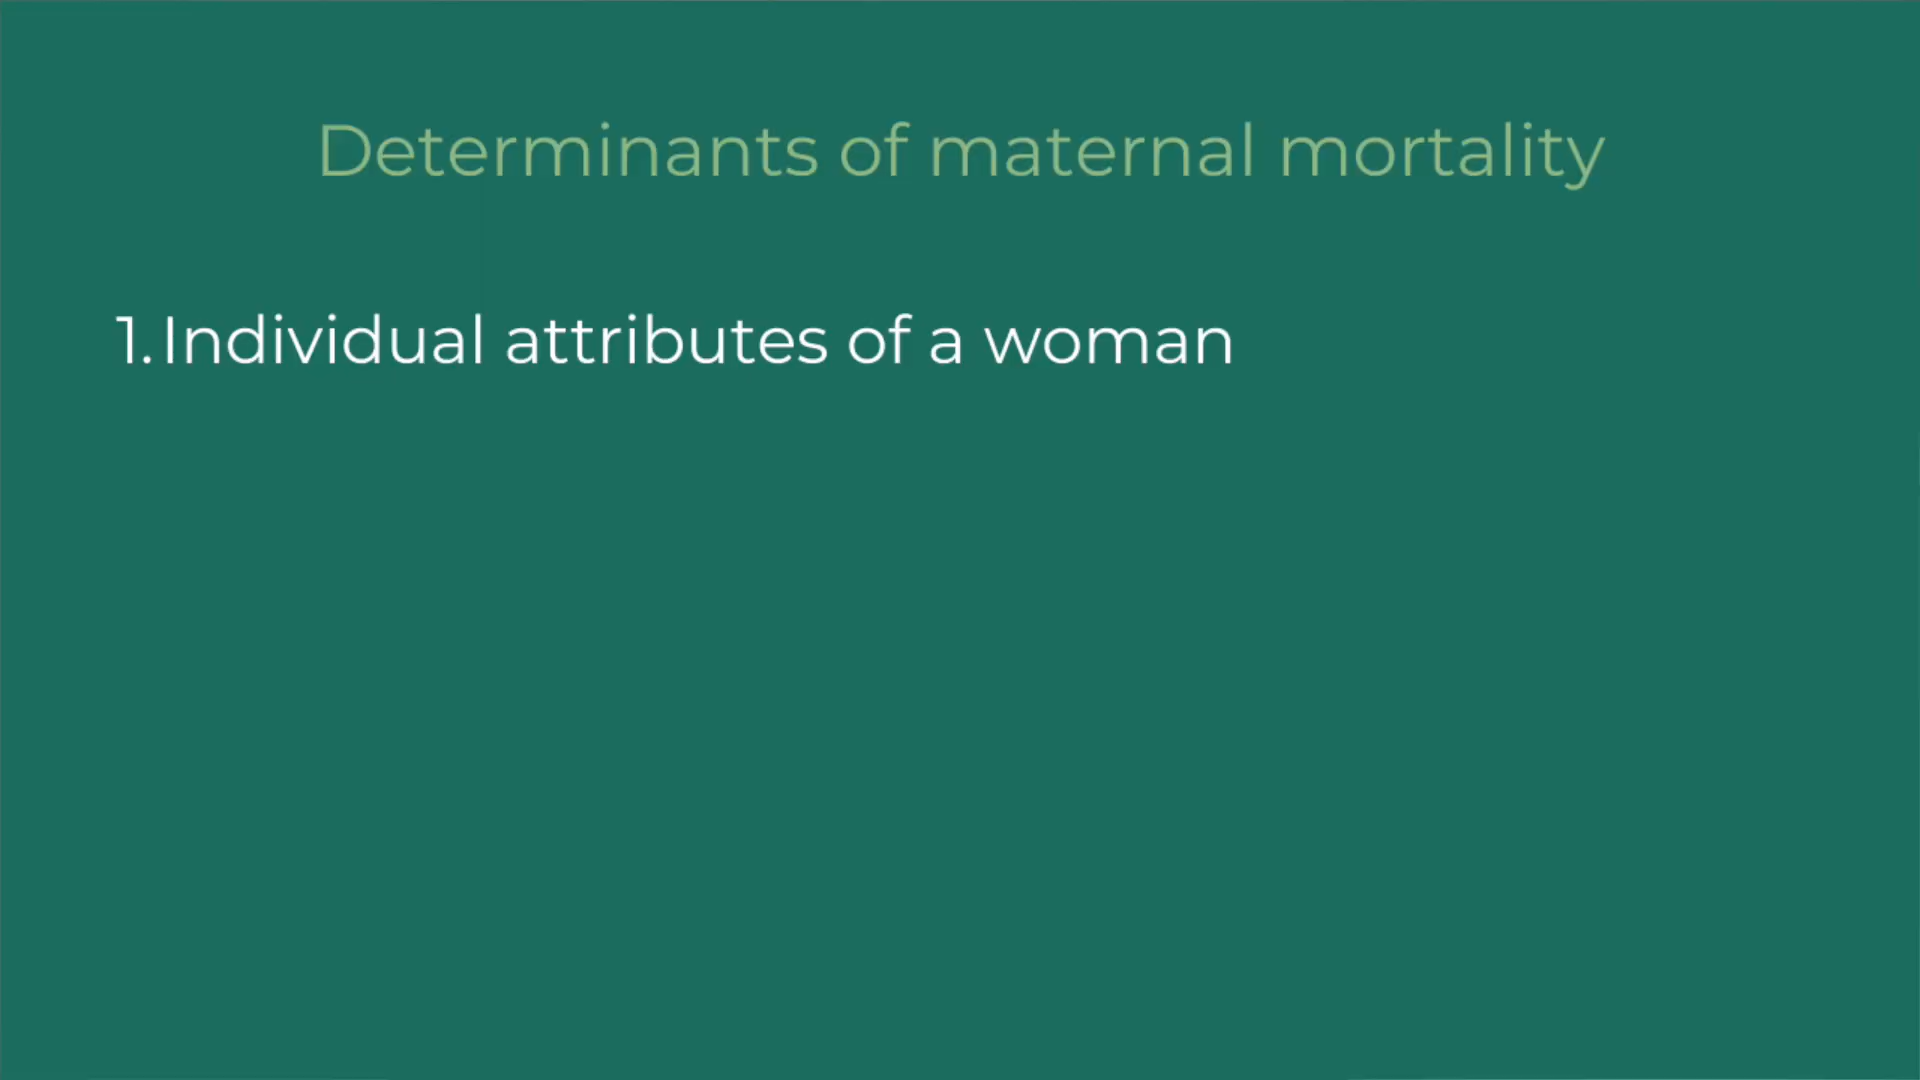 Determinants of maternal mortality
1. Individual attributes of a woman